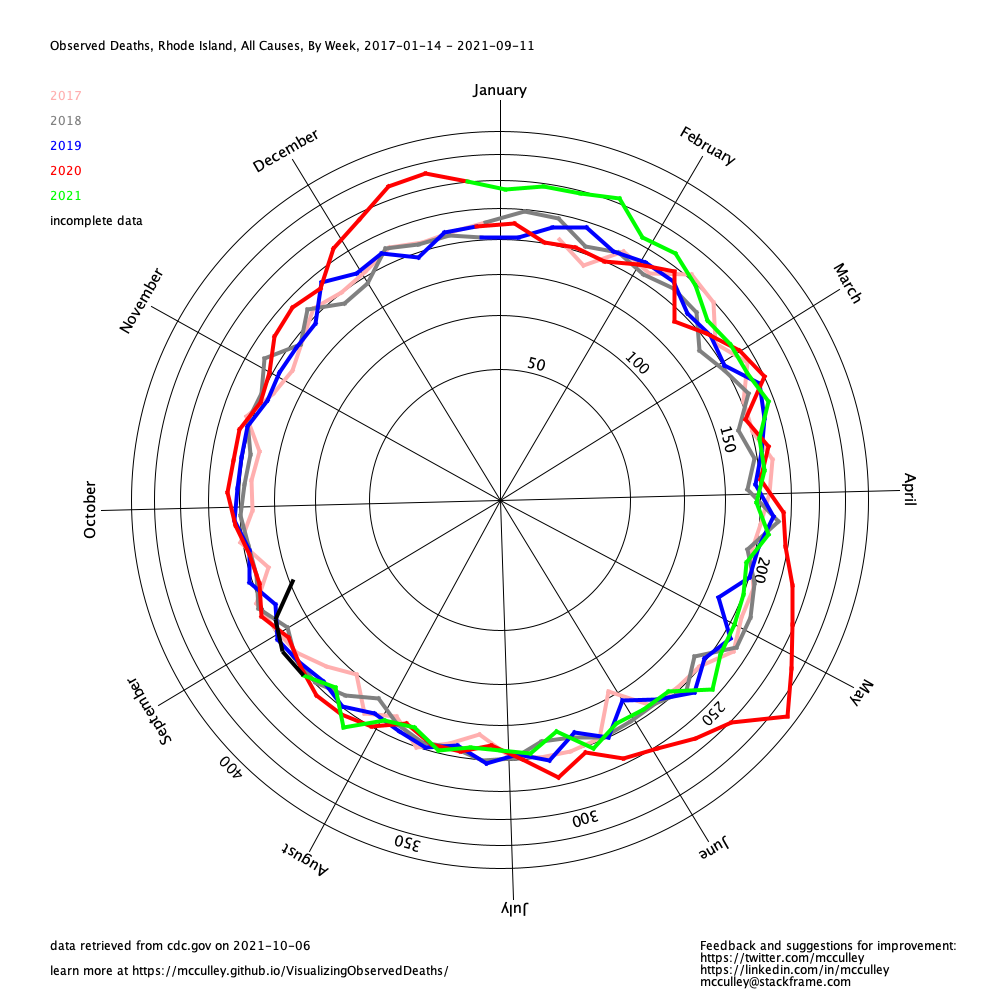 Observed Deaths, Rhode Island, All Causes, By Week, 2017-01-14 - 2021-09-11
2017
2018
2019
2020
2021
incomplete data
January
February
March
April
May
June
July
August
September
October
November
December
50
100
150
200
250
300
350
400
data retrieved from cdc.gov on 2021-10-06
learn more at https://mcculley.github.io/VisualizingObservedDeaths/
Feedback and suggestions for improvement:
https://twitter.com/mcculley
https://linkedin.com/in/mcculley
mcculley@stackframe.com